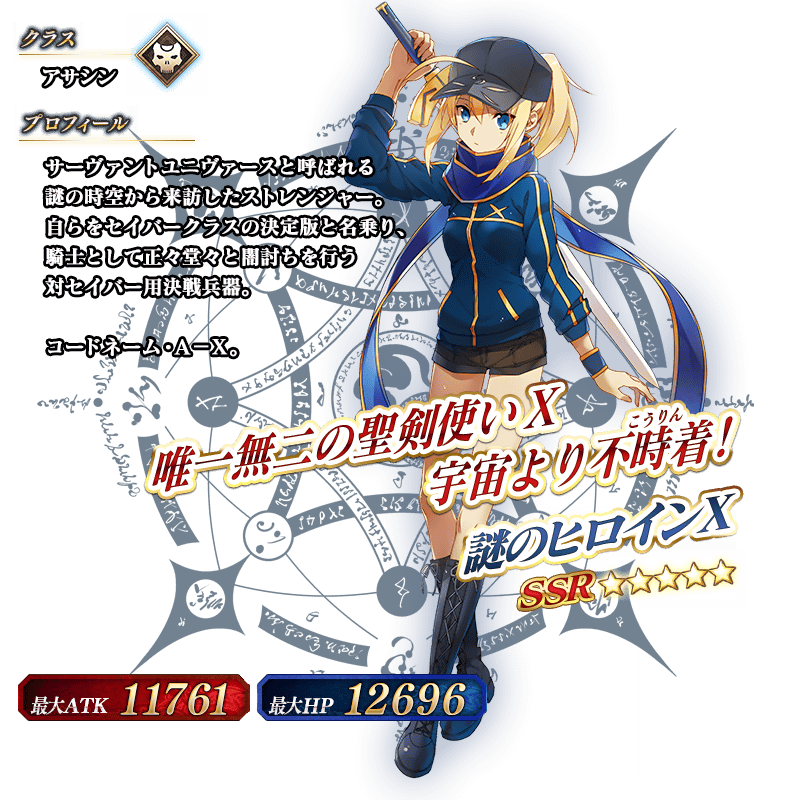 クラス
アサシン
プロフィール
サーヴァントユニヴァースと呼ばれる
謎の時空から来訪したストレンジャー。
自らをセイバークラスの決定版と名乗り、
騎士として正々堂々と闇討ちを行う
対セイバー用決戦兵器。
コードネーム・A－X。
唯一無二の聖剣使いX
こうりん
宇宙より不時着！
謎のヒロインX
SSR ★★★★★
最大ATK 11761
最大HP 12696